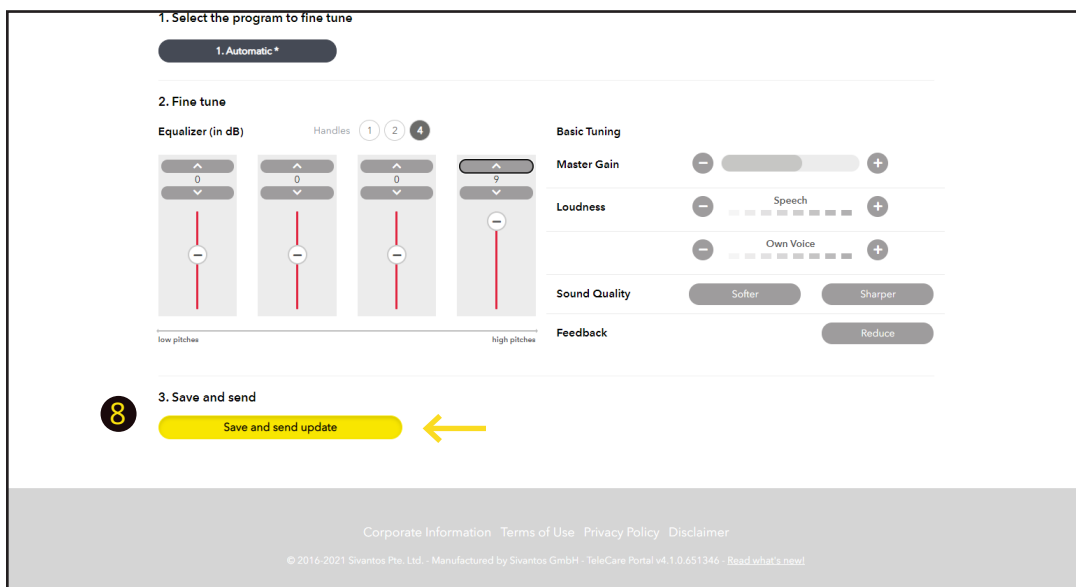 1. Select the program to fine tune
1. Automatic *
2. Fine tune
Equalizer (in dB)
Handles 1 2 4
0 0 0 9
low pitches high pitches
Basic Tuning
Master Gain
Loudness
Speech
Own Voice
Sound Quality Softer Sharper
Feedback Reduce
3. Save and send
8
Save and send update
Corporate Information Terms of Use Privacy Policy Disclaimer
© 2016-2021 Sivantos Pte. Ltd. - Manufactured by Sivantos GmbH - TeleCare Portal v4.1.0.651346 - Read what's new!